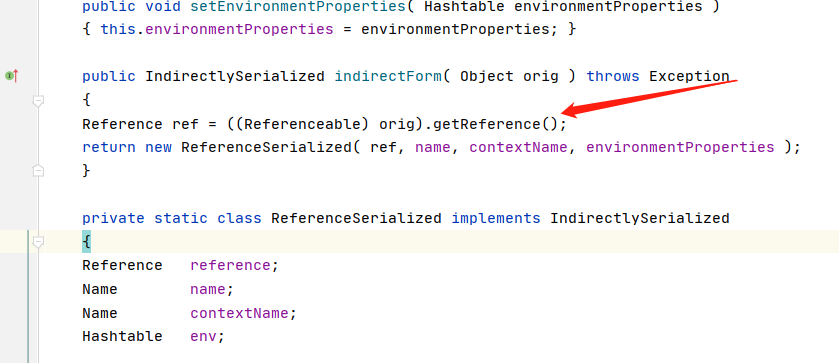 public void setEnvironmentProperties( Hashtable environmentProperties )
{ this.environmentProperties = environmentProperties; }
public IndirectlySerialized indirectForm( Object orig ) throws Exception
{
Reference ref = ((Referenceable) orig).getReference();
return new ReferenceSerialized( ref, name, contextName, environmentProperties );
}
private static class ReferenceSerialized implements IndirectlySerialized
{
Reference reference;
Name name;
Name contextName;
Hashtable env;